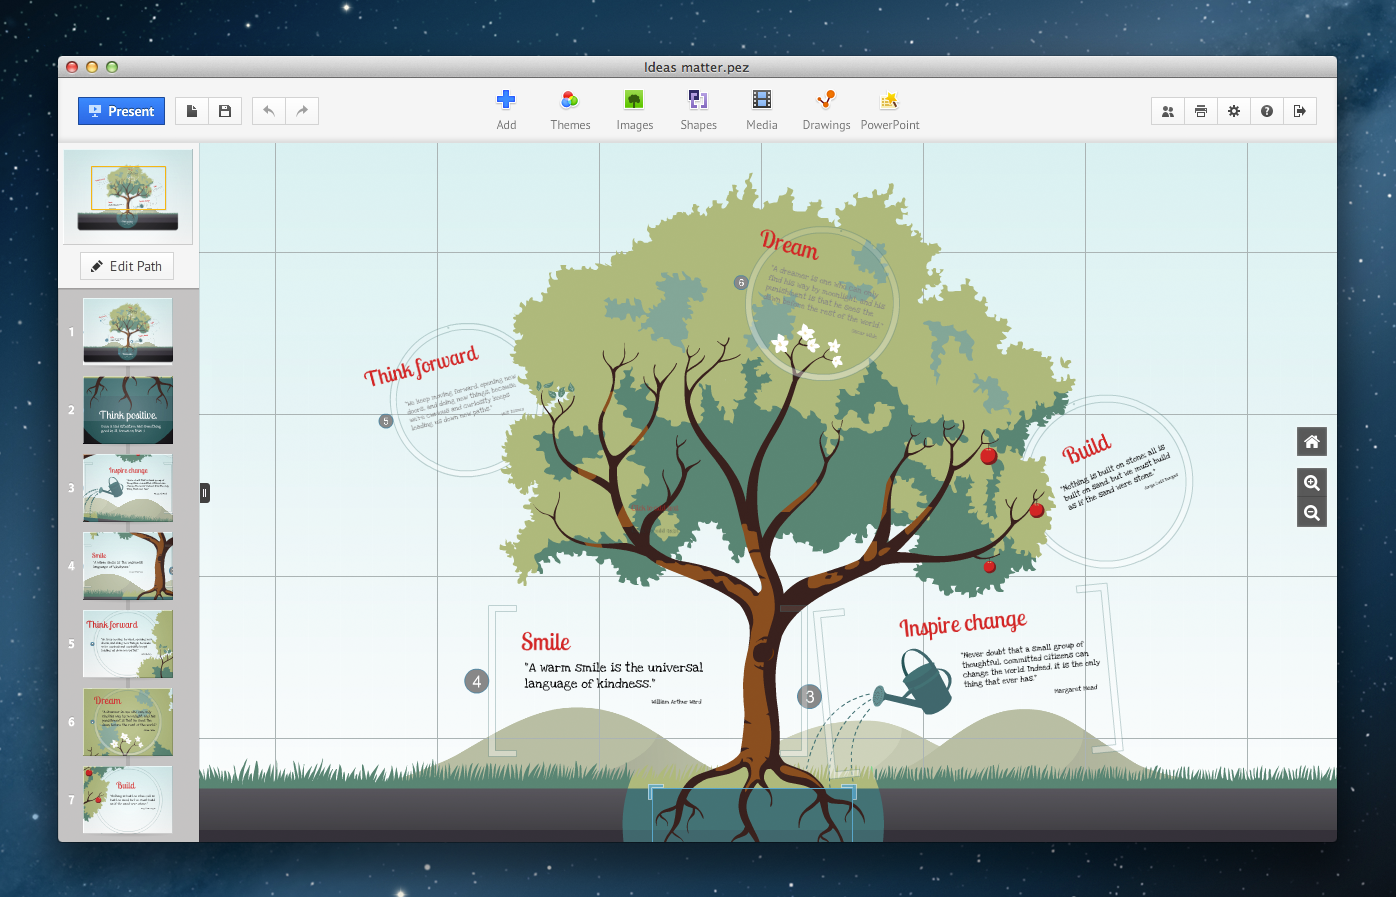 Ideas matter.pez
Present
Add
Themes
Images
Shapes
Media
Drawings
PowerPoint
Edit Path
1
2
Think positive.
3
Inspire change
4
Smile
5
Think forward
6
Dream
7
Build
Dream
6
"A dreamer is one who can only
find his way by moonlight, and his
punishment is that he sees the
dawn before the rest of the world."
Think forward
5
"We keep moving forward, opening new
doors, and doing new things, because
we're curious and curiosity keeps
leading us down new paths."
Build
"Nothing is built on stone; all is
built on sand but we must build
as if the sand were stone."
Smile
4
"A warm smile is the universal
language of kindness."
William Arthur Ward
Inspire change
3
"Never doubt that a small group of
thoughtful, committed citizens can
change the world. Indeed, it is the only
thing that ever has."
Margaret Mead